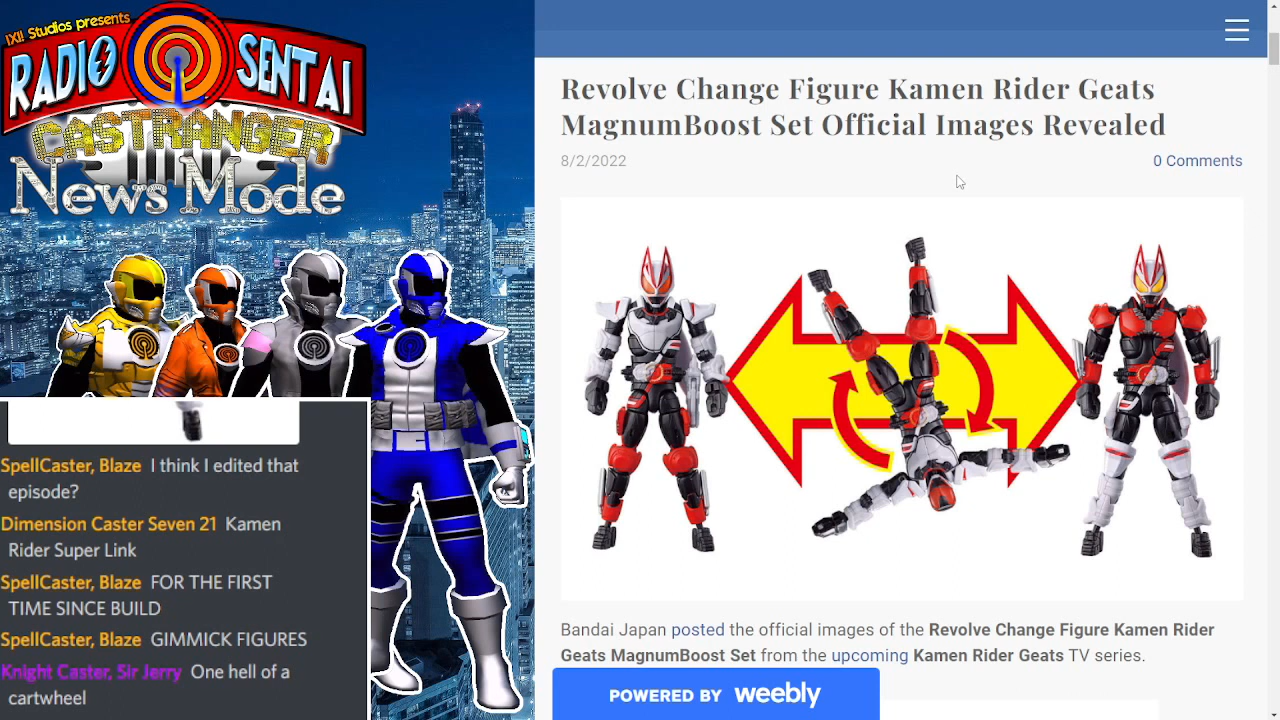 IXII Studios presents
RADIO SENTAI
CASTRANGER
News Mode
SpellCaster, Blaze I think I edited that
episode?
Dimension Caster Seven 21 Kamen
Rider Super Link
SpellCaster, Blaze FOR THE FIRST
TIME SINCE BUILD
SpellCaster, Blaze GIMMICK FIGURES
Knight Caster, Sir Jerry One hell of a
cartwheel
Revolve Change Figure Kamen Rider Geats
MagnumBoost Set Official Images Revealed
8/2/2022
0 Comments
Bandai Japan posted the official images of the Revolve Change Figure Kamen Rider
Geats MagnumBoost Set from the upcoming Kamen Rider Geats TV series.
POWERED BY weebly